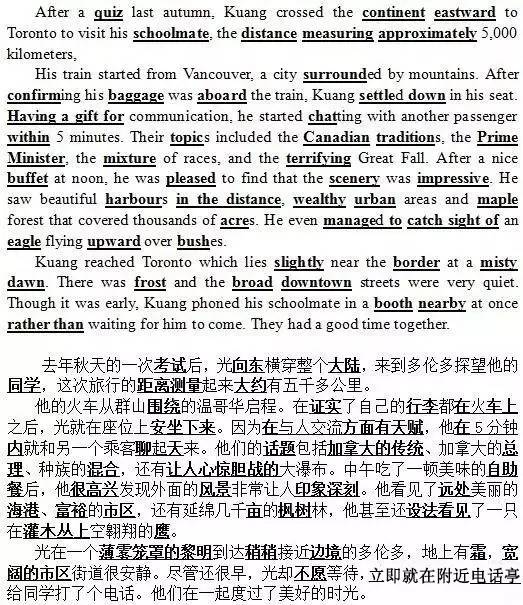 After a quiz last autumn, Kuang crossed the continent eastward to
Toronto to visit his schoolmate, the distance measuring approximately 5,000
kilometers,
His train started from Vancouver, a city surrounded by mountains. After
confirming his baggage was aboard the train, Kuang settled down in his seat.
Having a gift for communication, he started chatting with another passenger
within 5 minutes. Their topics included the Canadian traditions, the Prime
Minister, the mixture of races, and the terrifying Great Fall. After a nice
buffet at noon, he was pleased to find that the scenery was impressive. He
saw beautiful harbours in the distance, wealthy urban areas and maple
forest that covered thousands of acres. He even managed to catch sight of an
eagle flying upward over bushes.
Kuang reached Toronto which lies slightly near the border at a misty
dawn. There was frost and the broad downtown streets were very quiet.
Though it was early, Kuang phoned his schoolmate in a booth nearby at once
rather than waiting for him to come. They had a good time together.
去年秋天的一次考试后，光向东横穿整个大陆，来到多伦多探望他的
同学，这次旅行的距离测量起来大约有五千多公里。
他的火车从群山围绕的温哥华启程。在证实了自己的行李都在火车上
之后，光就在座位上安坐下来。因为在与人交流方面有天赋，他在 5 分钟
内就和另一个乘客聊起天来。他们的话题包括加拿大的传统、加拿大的总
理、种族的混合，还有让人心惊胆战的大瀑布。中午吃了一顿美味的自助
餐后，他很高兴发现外面的风景非常让人印象深刻。他看见了远处美丽的
海港、富裕的市区，还有延绵几千亩的枫树林，他甚至还设法看见了一只
在灌木丛上空翱翔的鹰。
光在一个薄雾笼罩的黎明到达稍稍接近边境的多伦多，地上有霜，宽
阔的市区街道很安静。尽管还很早，光却不愿等待，立即就在附近电话亭
给同学打了个电话。他们在一起度过了美好的时光。